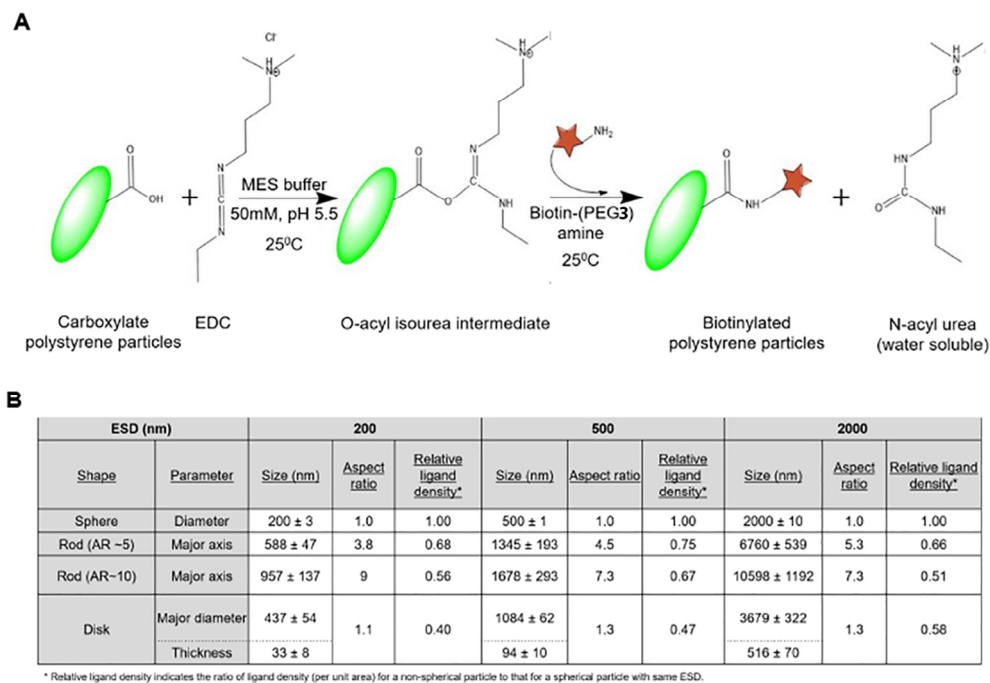 A
Cl-
H
N
⊕
O
OH
+
N
C
N
MES buffer
50mM, pH 5.5
25⁰C
H
N
⊕
O
O
N
C
NH
NH₂
Biotin-(PEG3)
amine
25⁰C
O
NH
+
H
N
⊕
HN
C
O
NH
Carboxylate
polystyrene particles
EDC
O-acyl isourea intermediate
Biotinylated
polystyrene particles
N-acyl urea
(water soluble)
B
ESD (nm) 200 500 2000
Shape Parameter Size (nm) Aspect ratio Relative ligand density* Size (nm) Aspect ratio Relative ligand density* Size (nm) Aspect ratio Relative ligand density*
Sphere Diameter 200 ± 3 1.0 1.00 500 ± 1 1.0 1.00 2000 ± 10 1.0 1.00
Rod (AR ~5) Major axis 588 ± 47 3.8 0.68 1345 ± 193 4.5 0.75 6760 ± 539 5.3 0.66
Rod (AR~10) Major axis 957 ± 137 9 0.56 1678 ± 293 7.3 0.67 10598 ± 1192 7.3 0.51
Disk Major diameter 437 ± 54 1.1 0.40 1084 ± 62 1.3 0.47 3679 ± 322 1.3 0.58
Thickness 33 ± 8 94 ± 10 516 ± 70
* Relative ligand density indicates the ratio of ligand density (per unit area) for a non-spherical particle to that for a spherical particle with same ESD.